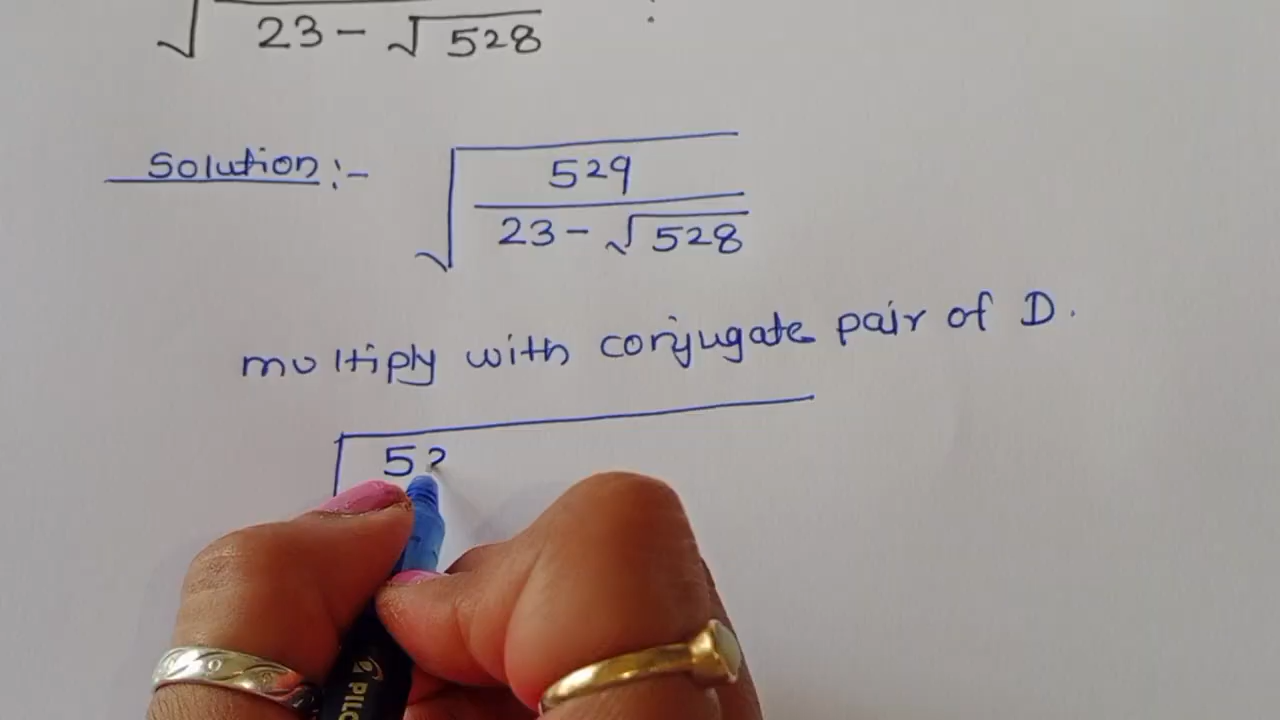 √ 23 - √528 :
Solution :- √ 529
23 - √528
multiply with conjugate pair of D.
√ 52
PILO